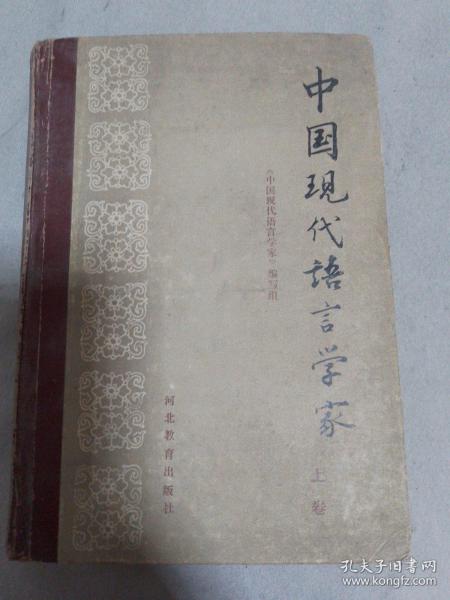 中国现代語言学家
上卷
《中国现代语言学家》编写组
河北教育出版社
孔夫子旧书网
www.kongfz.com